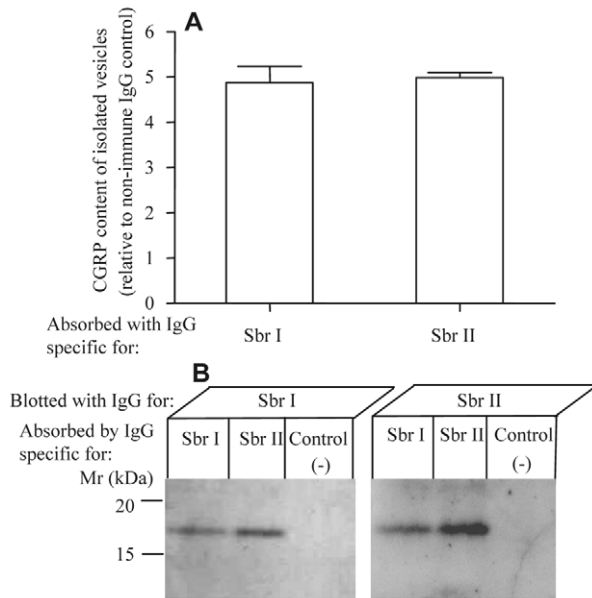 A
CGRP content of isolated vesicles
(relative to non-immune IgG control)
6
5
4
3
2
1
0
Absorbed with IgG
specific for:
Sbr I
Sbr II
B
Blotted with IgG for:
Sbr I
Sbr II
Absorbed by IgG
specific for:
Sbr I
Sbr II
Control
(-)
Sbr I
Sbr II
Control
(-)
Mr (kDa)
20
15